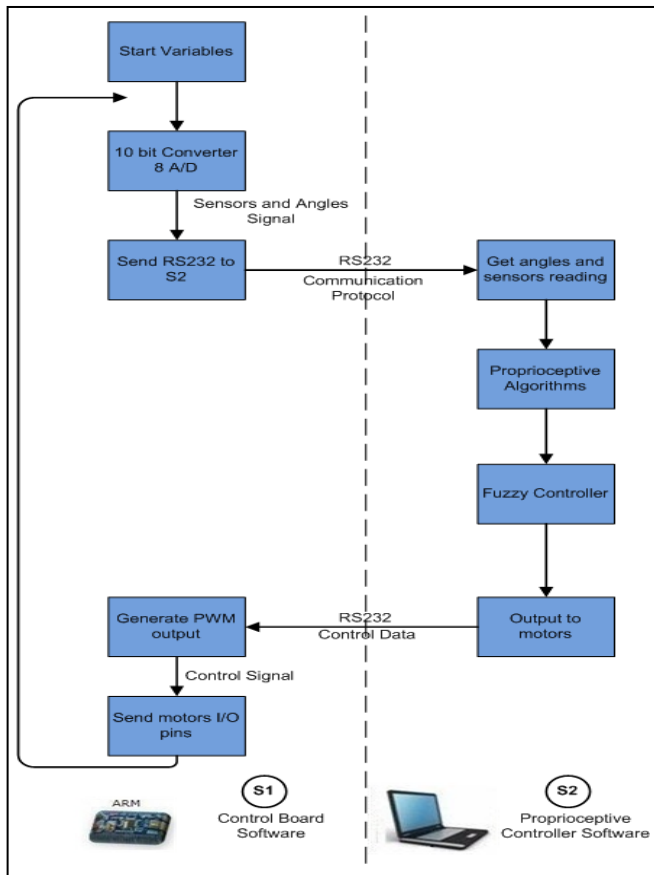 Start Variables
10 bit Converter
8 A/D
Sensors and Angles
Signal
Send RS232 to
S2
RS232
Communication
Protocol
Get angles and
sensors reading
Proprioceptive
Algorithms
Fuzzy Controller
Output to
motors
RS232
Control Data
Generate PWM
output
Control Signal
Send motors I/O
pins
ARM
S1
Control Board
Software
S2
Proprioceptive
Controller Software